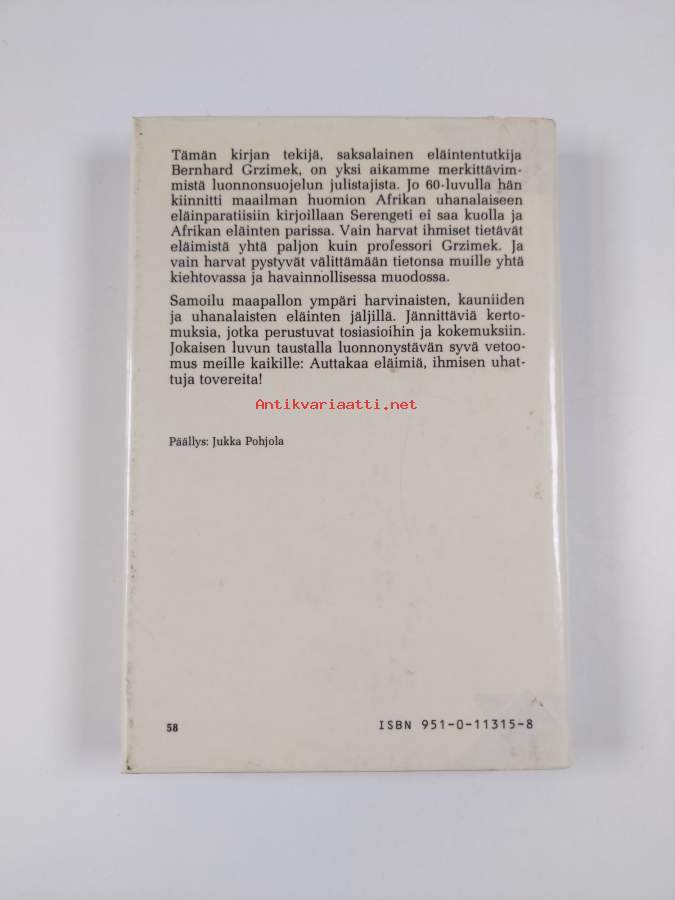 Tämän kirjan tekijä, saksalainen eläintentutkija
Bernhard Grzimek, on yksi aikamme merkittävim-
mistä luonnonsuojelun julistajista. Jo 60-luvulla hän
kiinnitti maailman huomion Afrikan uhanalaiseen
eläinparatiisiin kirjoillaan Serengeti ei saa kuolla ja
Afrikan eläinten parissa. Vain harvat ihmiset tietävät
eläimistä yhtä paljon kuin professori Grzimek. Ja
vain harvat pystyvät välittämään tietonsa muille yhtä
kiehtovassa ja havainnollisessa muodossa.
Samoilu maapallon ympäri harvinaisten, kauniiden
ja uhanalaisten eläinten jäljillä. Jännittäviä kerto-
muksia, jotka perustuvat tosiasioihin ja kokemuksiin.
Jokaisen luvun taustalla luonnonystävän syvä vetoo-
mus meille kaikille: Auttakaa eläimiä, ihmisen uhat-
tuja tovereita!
Antikvariaatti.net
Päällys: Jukka Pohjola
58
ISBN 951-0-11315-8